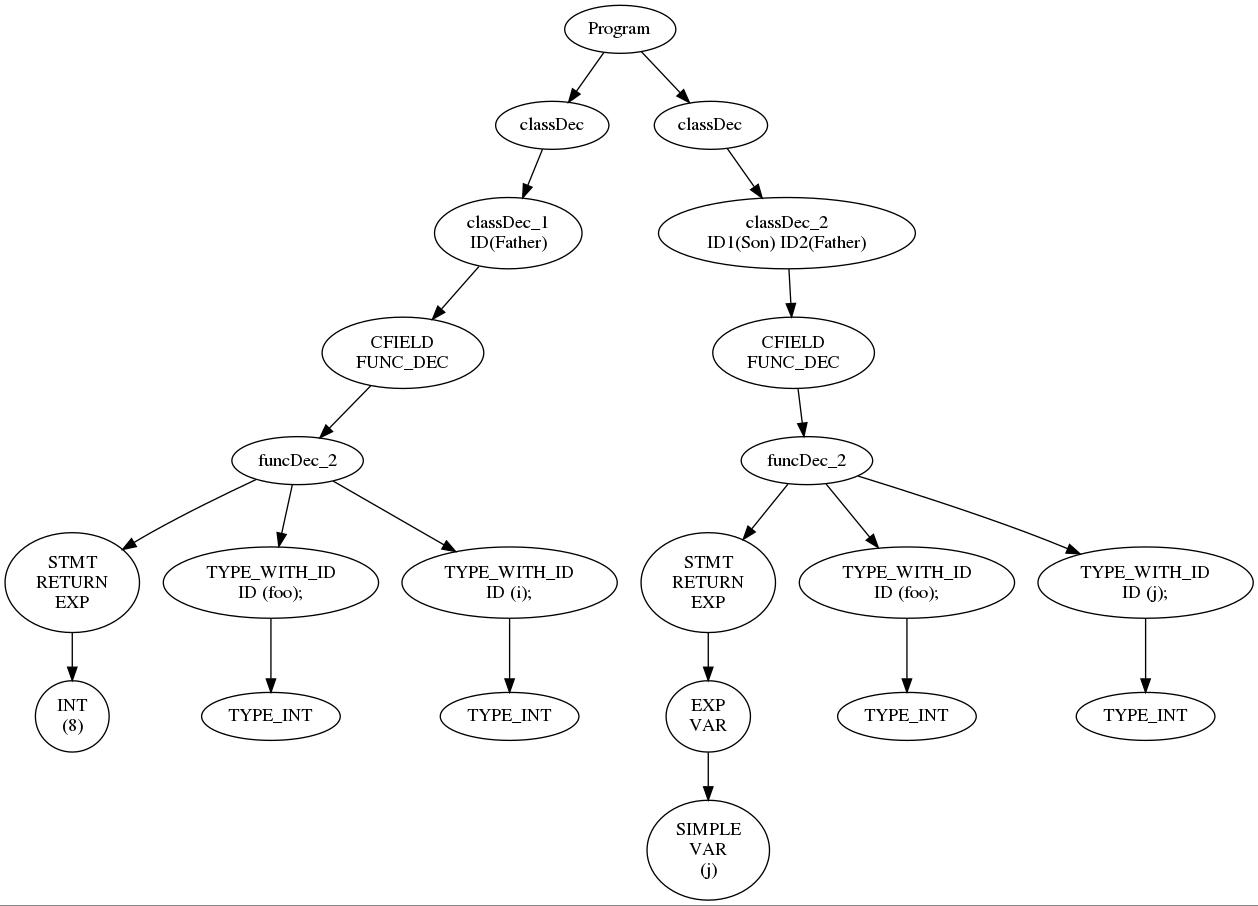 Program
classDec
classDec
classDec_1
ID(Father)
classDec_2
ID1(Son) ID2(Father)
CFIELD
FUNC_DEC
CFIELD
FUNC_DEC
funcDec_2
funcDec_2
STMT
RETURN
EXP
TYPE_WITH_ID
ID (foo);
TYPE_WITH_ID
ID (i);
STMT
RETURN
EXP
TYPE_WITH_ID
ID (foo);
TYPE_WITH_ID
ID (j);
INT
(8)
TYPE_INT
TYPE_INT
EXP
VAR
TYPE_INT
TYPE_INT
SIMPLE
VAR
(j)